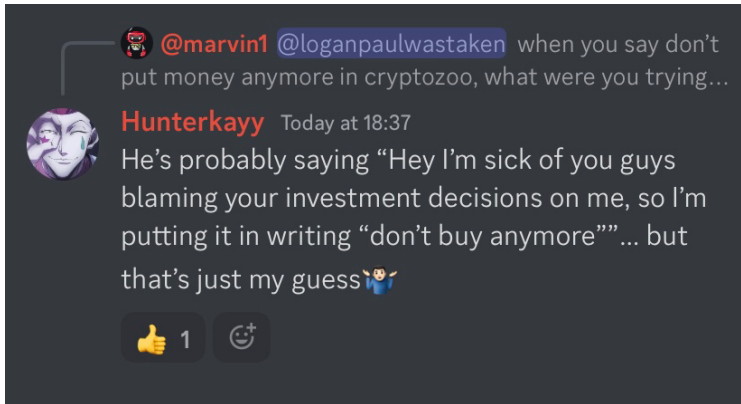 @marvin1 @loganpaulwastaken when you say don't
put money anymore in cryptozoo, what were you trying...
Hunterkayy Today at 18:37
He's probably saying “Hey I'm sick of you guys
blaming your investment decisions on me, so I'm
putting it in writing “don't buy anymore””... but
that's just my guess🤷🏻‍♂️
👍 1